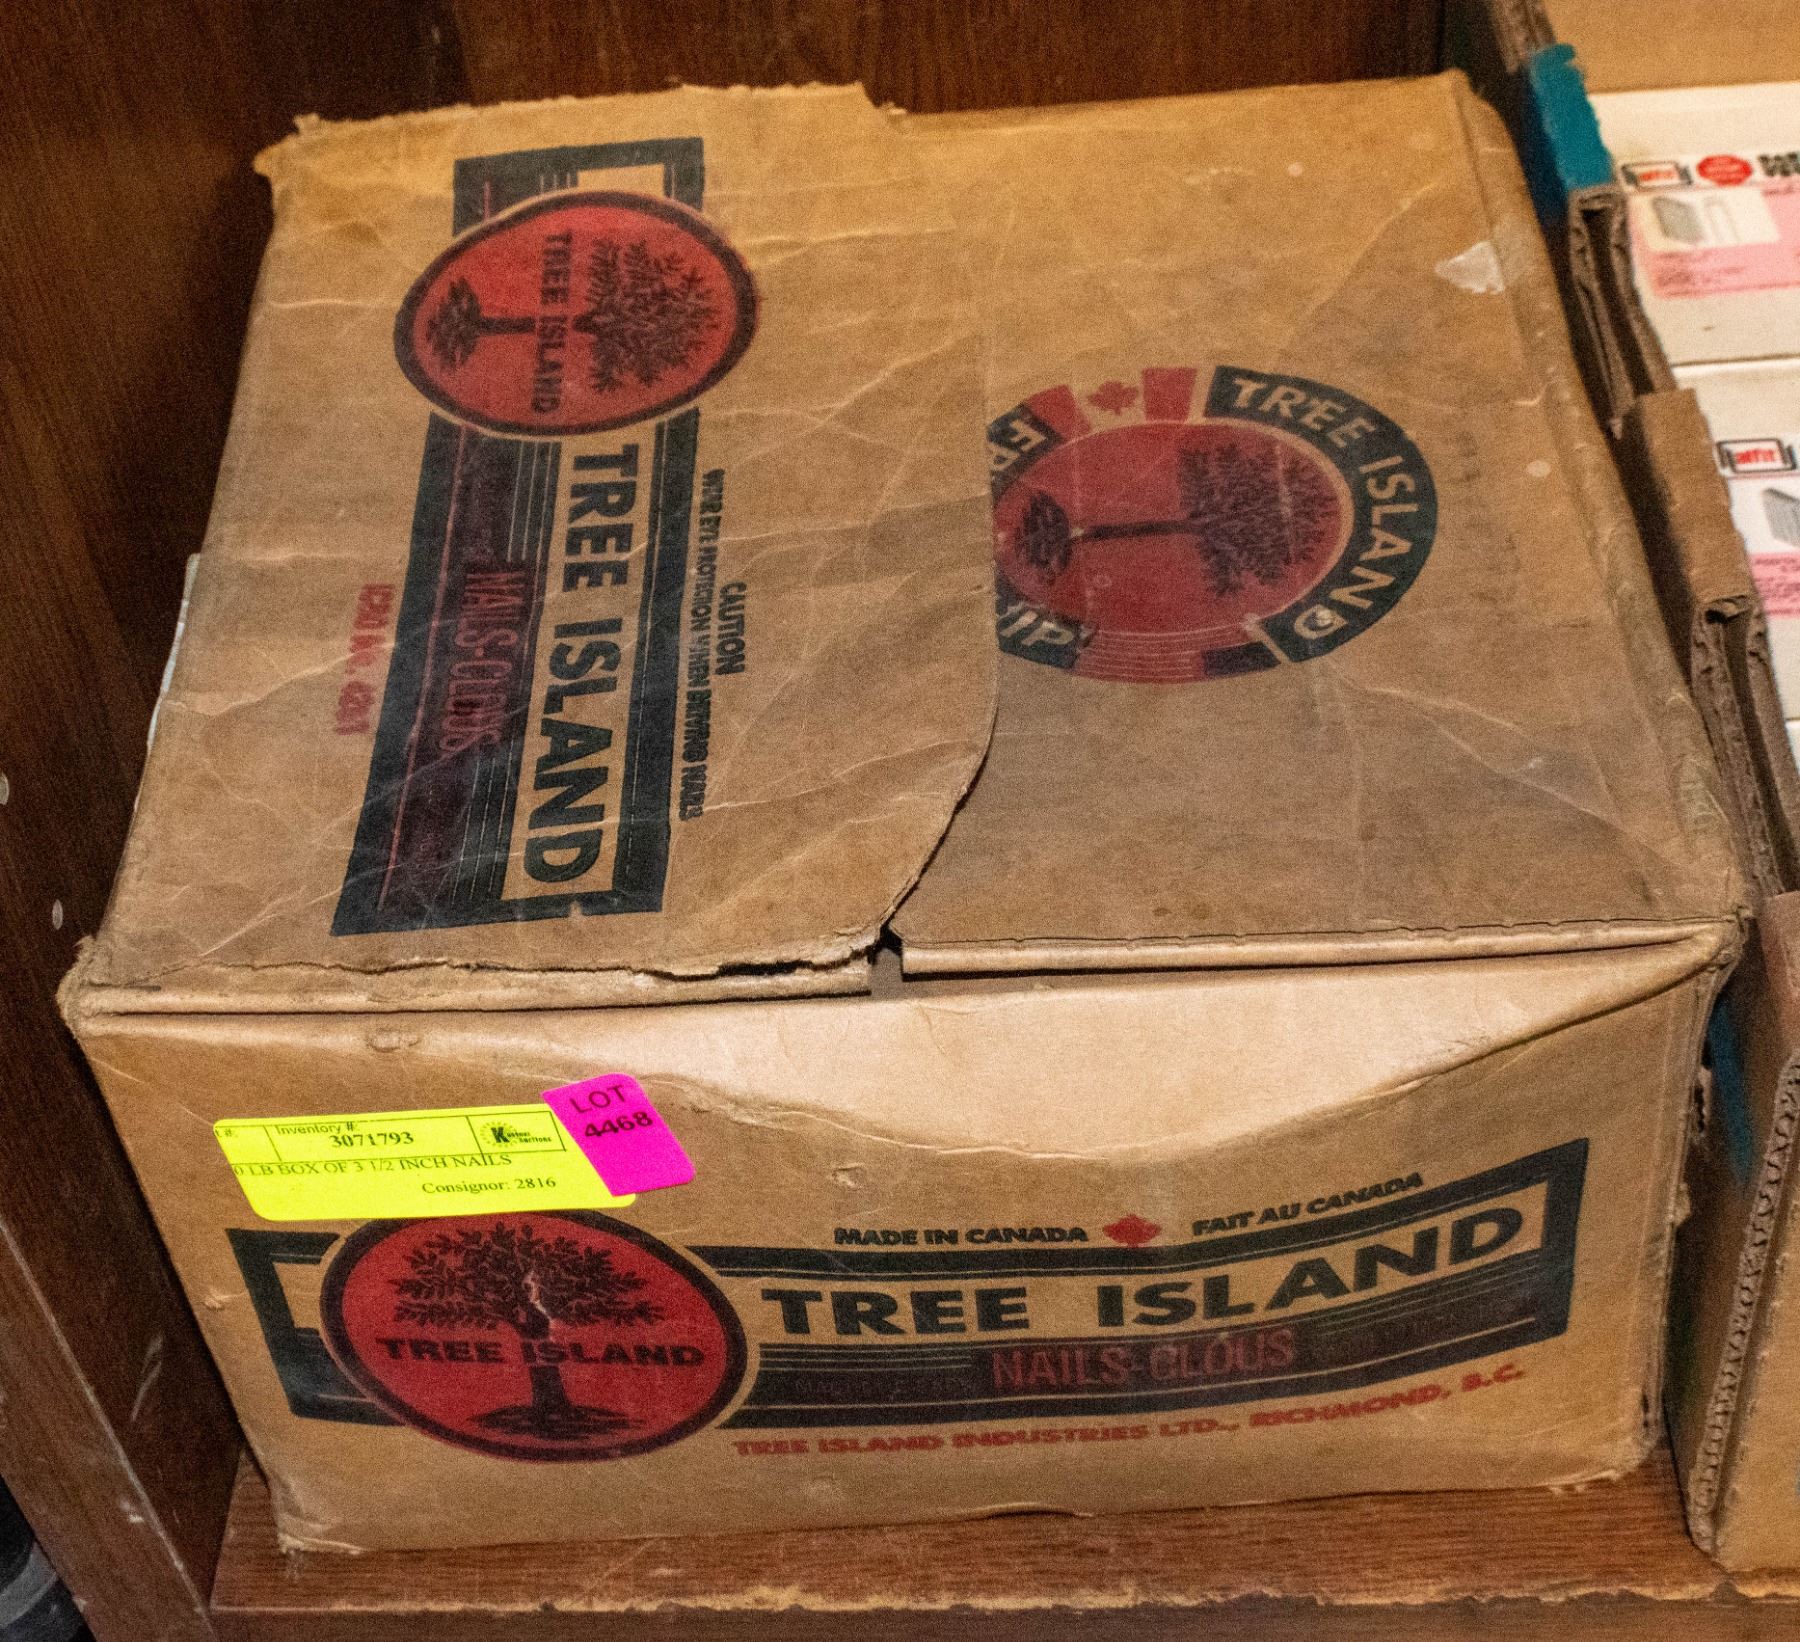 TREE ISLAND
TREE ISLAND
NAILS-CLOUS
CAUTION
WEAR EYE PROTECTION WHEN DRIVING NAILS
TREE ISLAND
LOT
4468
Inventory #:
3071793
0 LB BOX OF 3 1/2 INCH NAILS
Consignor: 2816
MADE IN CANADA FAIT AU CANADA
TREE ISLAND
TREE ISLAND
NAILS-CLOUS
TREE ISLAND INDUSTRIES LTD., RICHMOND, B.C.